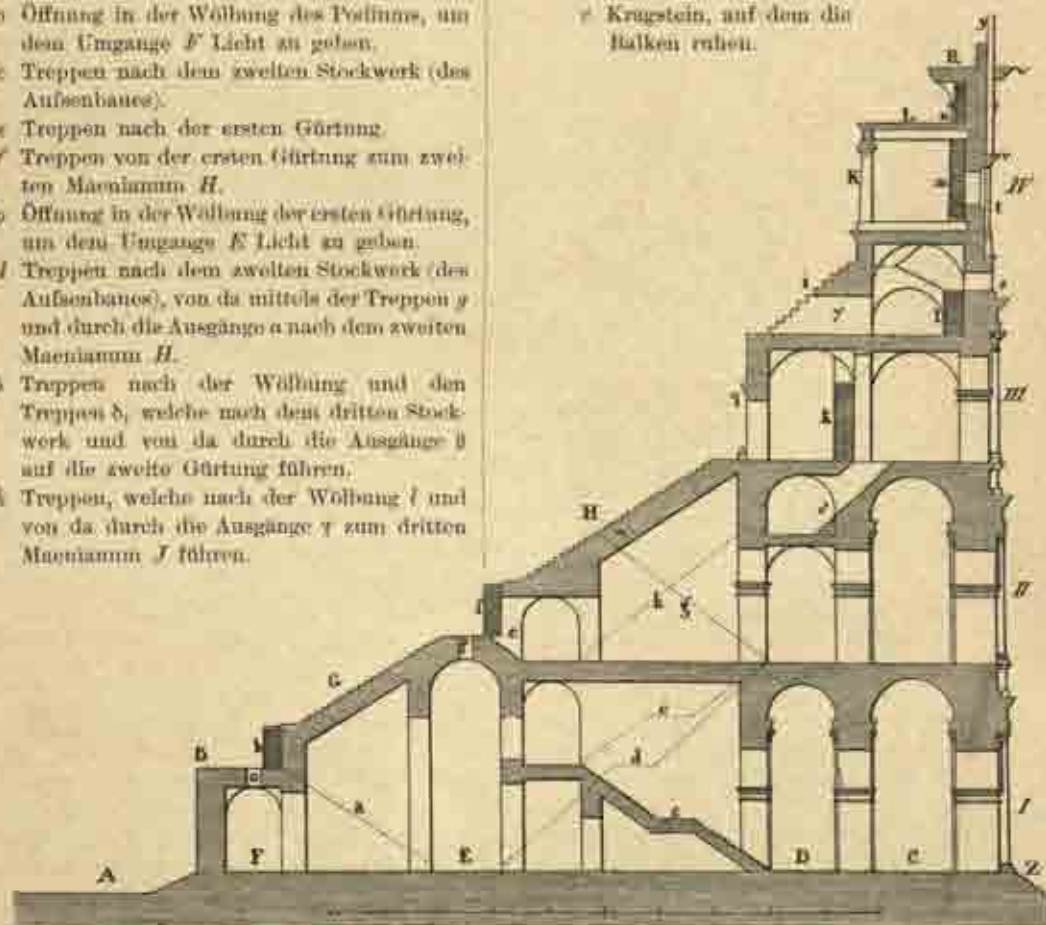 Öffnung in der Wölbung des Podiums, um
dem Umgange F Licht zu geben.
Treppen nach dem zweiten Stockwerk (des
Aufsenbaues).
Treppen nach der ersten Gürtung.
Treppen von der ersten Gürtung zum zwei-
ten Maenianum H.
Öffnung in der Wölbung der ersten Gürtung,
um dem Umgange E Licht zu geben.
Treppen nach dem zweiten Stockwerk (des
Aufsenbaues), von da mittels der Treppen g
und durch die Ausgänge α nach dem zweiten
Maenianum H.
Treppen nach der Wölbung und den
Treppen δ, welche nach dem dritten Stock-
werk und von da durch die Ausgänge β
auf die zweite Gürtung führen.
Treppen, welche nach der Wölbung l und
von da durch die Ausgänge γ zum dritten
Maenianum J führen.
v Kragstein, auf dem die
Balken ruhen.
y
R
L
K
IV
t
γ
III
k
H
II
h
f
e
G
B
b
e
d
a
I
F
E
D
C
A
Z